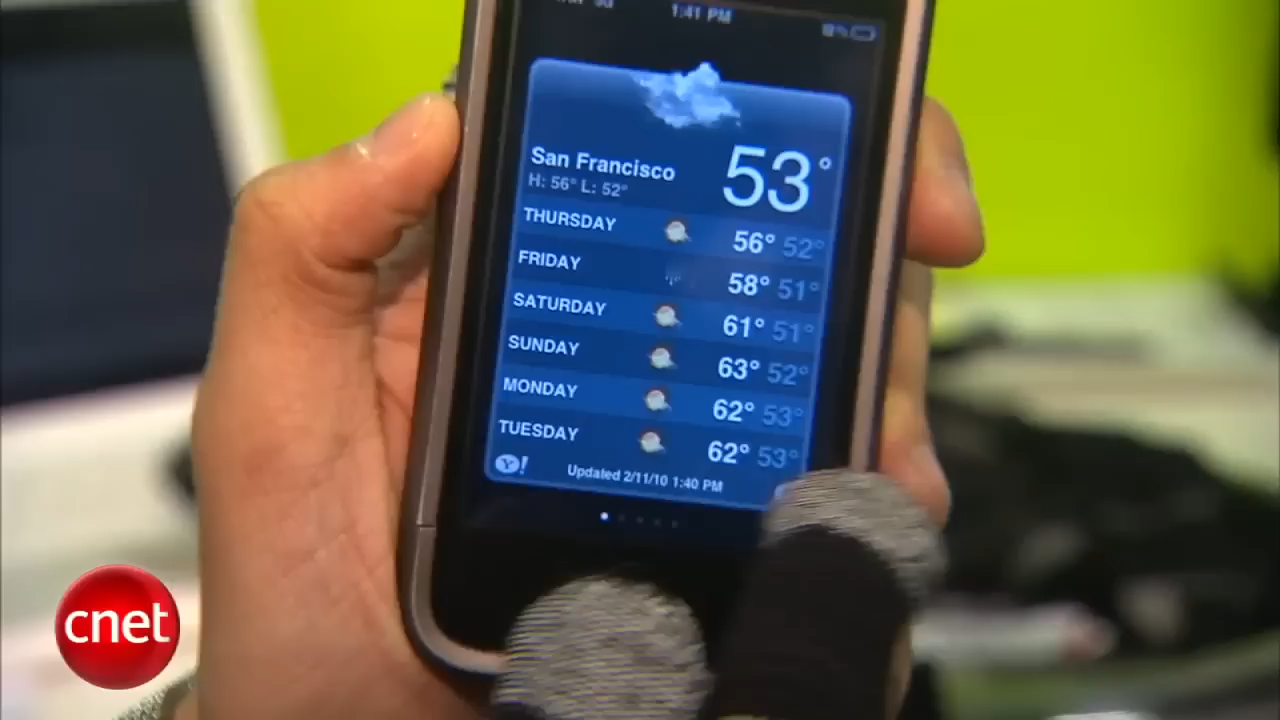 1:41 PM
San Francisco
53°
H: 56° L: 52°
THURSDAY 56° 52°
FRIDAY 58° 51°
SATURDAY 61° 51°
SUNDAY 63° 52°
MONDAY 62° 53°
TUESDAY 62° 53°
Y! Updated 2/11/10 1:40 PM
cnet